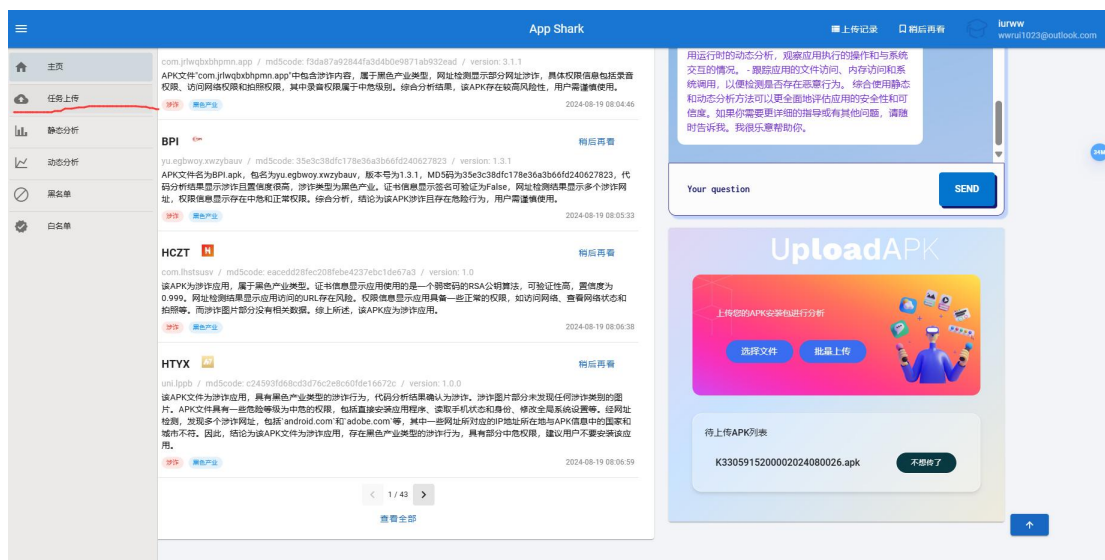 App Shark
上传记录
稍后再看
iurww
wwrui1023@outlook.com
主页
任务上传
静态分析
动态分析
黑名单
白名单
com.jrlwqbxbhpmn.app / md5code: f3da87a92844fa3d4b0e9871ab932ead / version: 3.1.1
APK文件"com.jrlwqbxbhpmn.app"中包含涉诈内容，属于黑色产业类型，网址检测显示部分网址涉诈，具体权限信息包括录音
权限、访问网络权限和拍照权限，其中录音权限属于中危级别。综合分析结果，该APK存在较高风险性，用户需谨慎使用。
涉诈 黑色产业
2024-08-19 08:04:46
BPI
稍后再看
yu.egbwoy.xwzybauv / md5code: 35e3c38dfc178e36a3b66fd240627823 / version: 1.3.1
APK文件名为BPI.apk，包名为yu.egbwoy.xwzybauv，版本号为1.3.1，MD5码为35e3c38dfc178e36a3b66fd240627823，代
码分析结果显示涉诈且置信度很高，涉诈类型为黑色产业。证书信息显示签名可验证为False，网址检测结果显示多个涉诈网
址，权限信息显示存在中危和正常权限。综合分析，结论为该APK涉诈且存在危险行为，用户需谨慎使用。
涉诈 黑色产业
2024-08-19 08:05:33
HCZT
稍后再看
com.lhstsusv / md5code: eacedd28fec208febe4237ebc1de67a3 / version: 1.0
该APK为涉诈应用，属于黑色产业类型。证书信息显示应用使用的是一个弱密码的RSA公钥算法，可验证性高，置信度为
0.999。网址检测结果显示应用访问的URL存在风险。权限信息显示应用具备一些正常的权限，如访问网络、查看网络状态和
拍照等。而涉诈图片部分没有相关数据。综上所述，该APK应为涉诈应用。
涉诈 黑色产业
2024-08-19 08:06:38
HTYX
稍后再看
uni.lppb / md5code: c24593fd68cd3d76c2e8c60fde16672c / version: 1.0.0
该APK文件为涉诈应用，具有黑色产业类型的涉诈行为，代码分析结果确认为涉诈。涉诈图片部分未发现任何涉诈类别的图
片。APK文件具有一些危险等级为中危的权限，包括直接安装应用程序、读取手机状态和身份、修改全局系统设置等。经网址
检测，发现多个涉诈网址，包括`android.com`和`adobe.com`等，其中一些网址所对应的IP地址所在地与APK信息中的国家和
城市不符。因此，结论为该APK文件为涉诈应用，存在黑色产业类型的涉诈行为，具有部分中危权限，建议用户不要安装该应
用。
涉诈 黑色产业
2024-08-19 08:06:59
1 / 43
查看全部
用运行时的动态分析，观察应用执行的操作和与系统
交互的情况。 - 跟踪应用的文件访问、内存访问和系
统调用，以便检测是否存在恶意行为。 综合使用静态
和动态分析方法可以更全面地评估应用的安全性和可
信度。如果你需要更详细的指导或有其他问题，请随
时告诉我。我很乐意帮助你。
Your question
SEND
UploadAPK
上传您的APK安装包进行分析
选择文件
批量上传
待上传APK列表
K3305915200002024080026.apk
不想传了
34M